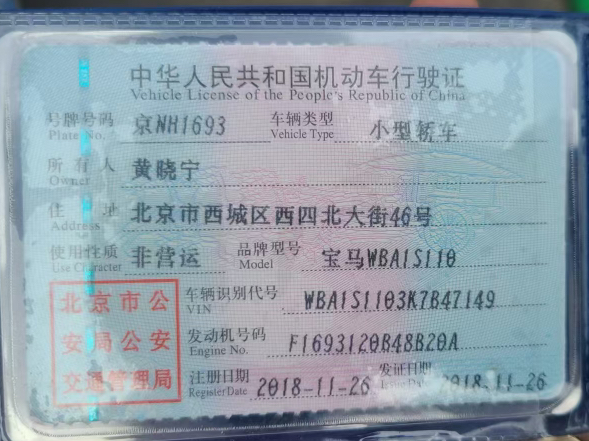 中华人民共和国机动车行驶证
Vehicle License of the People's Republic of China
号牌号码 京NH1693 车辆类型 小型轿车
Plate No. Vehicle Type
所有人 黄晓宁
Owner
住址 北京市西城区西四北大街46号
Address
使用性质 非营运 品牌型号 宝马WBA1S110
Use Character Model
北京市公 车辆识别代号 WBA1S1103K7B47149
VIN
安局公安 发动机号码 F1693120B48B20A
Engine No.
交通管理局 注册日期 2018-11-26 发证日期 2018-11-26
Register Date Issue Date